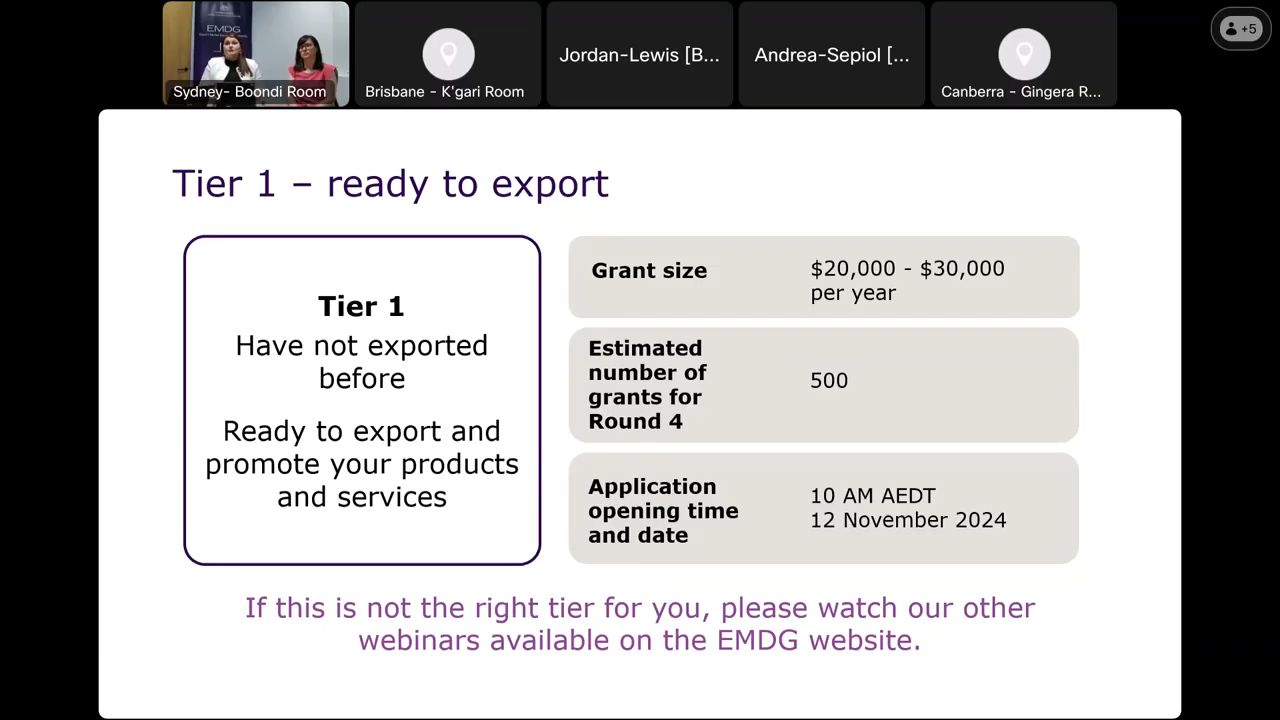 EMDG
Sydney- Boondi Room
Brisbane - K'gari Room
Jordan-Lewis [B...
Andrea-Sepiol [...
Canberra - Gingera R...
+5
Tier 1 – ready to export
Tier 1
Have not exported
before
Ready to export and
promote your products
and services
Grant size
$20,000 - $30,000
per year
Estimated
number of
grants for
Round 4
500
Application
opening time
and date
10 AM AEDT
12 November 2024
If this is not the right tier for you, please watch our other
webinars available on the EMDG website.